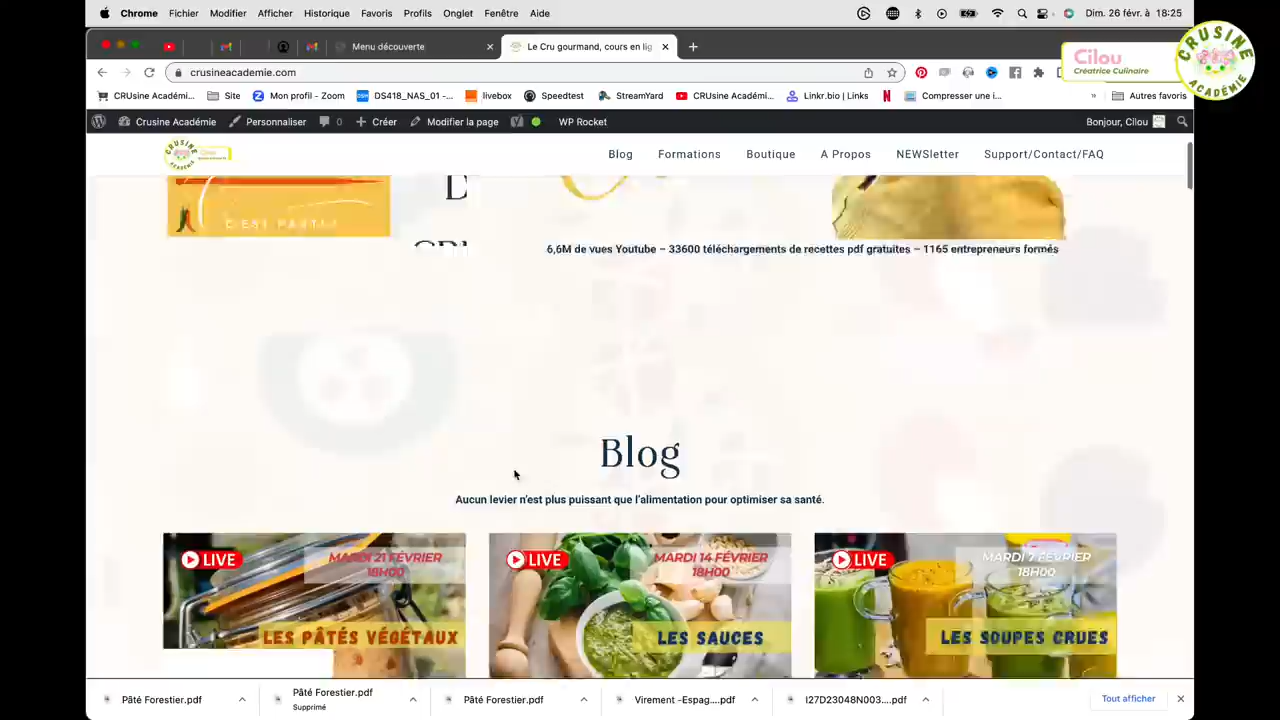 Chrome Fichier Modifier Afficher Historique Favoris Profils Onglet Fenêtre Aide Dim. 26 févr. à 18:25
Menu découverte Le Cru gourmand, cours en lig
Cilou
Créatrice Culinaire
CRUSINE
ACADÉMIE
crusineacademie.com
CRUsine Académi... Site Mon profil - Zoom DS418_NAS_01 -... livebox Speedtest StreamYard CRUsine Académi... Linkr.bio | Links Compresser une i... » Autres favoris
Crusine Académie Personnaliser 0 Créer Modifier la page WP Rocket Bonjour, Cilou
Blog Formations Boutique A Propos NEWSletter Support/Contact/FAQ
C'EST PARTI !
D
6,6M de vues Youtube – 33600 téléchargements de recettes pdf gratuites – 1165 entrepreneurs formés
Blog
Aucun levier n'est plus puissant que l'alimentation pour optimiser sa santé.
LIVE MARDI 21 FÉVRIER
18H00
LES PÂTÉS VÉGÉTAUX
LIVE MARDI 14 FÉVRIER
18H00
LES SAUCES
LIVE MARDI 7 FÉVRIER
18H00
LES SOUPES CRUES
Pâté Forestier.pdf Pâté Forestier.pdf Pâté Forestier.pdf Virement -Espag....pdf I27D23048N003....pdf Tout afficher
Supprimé